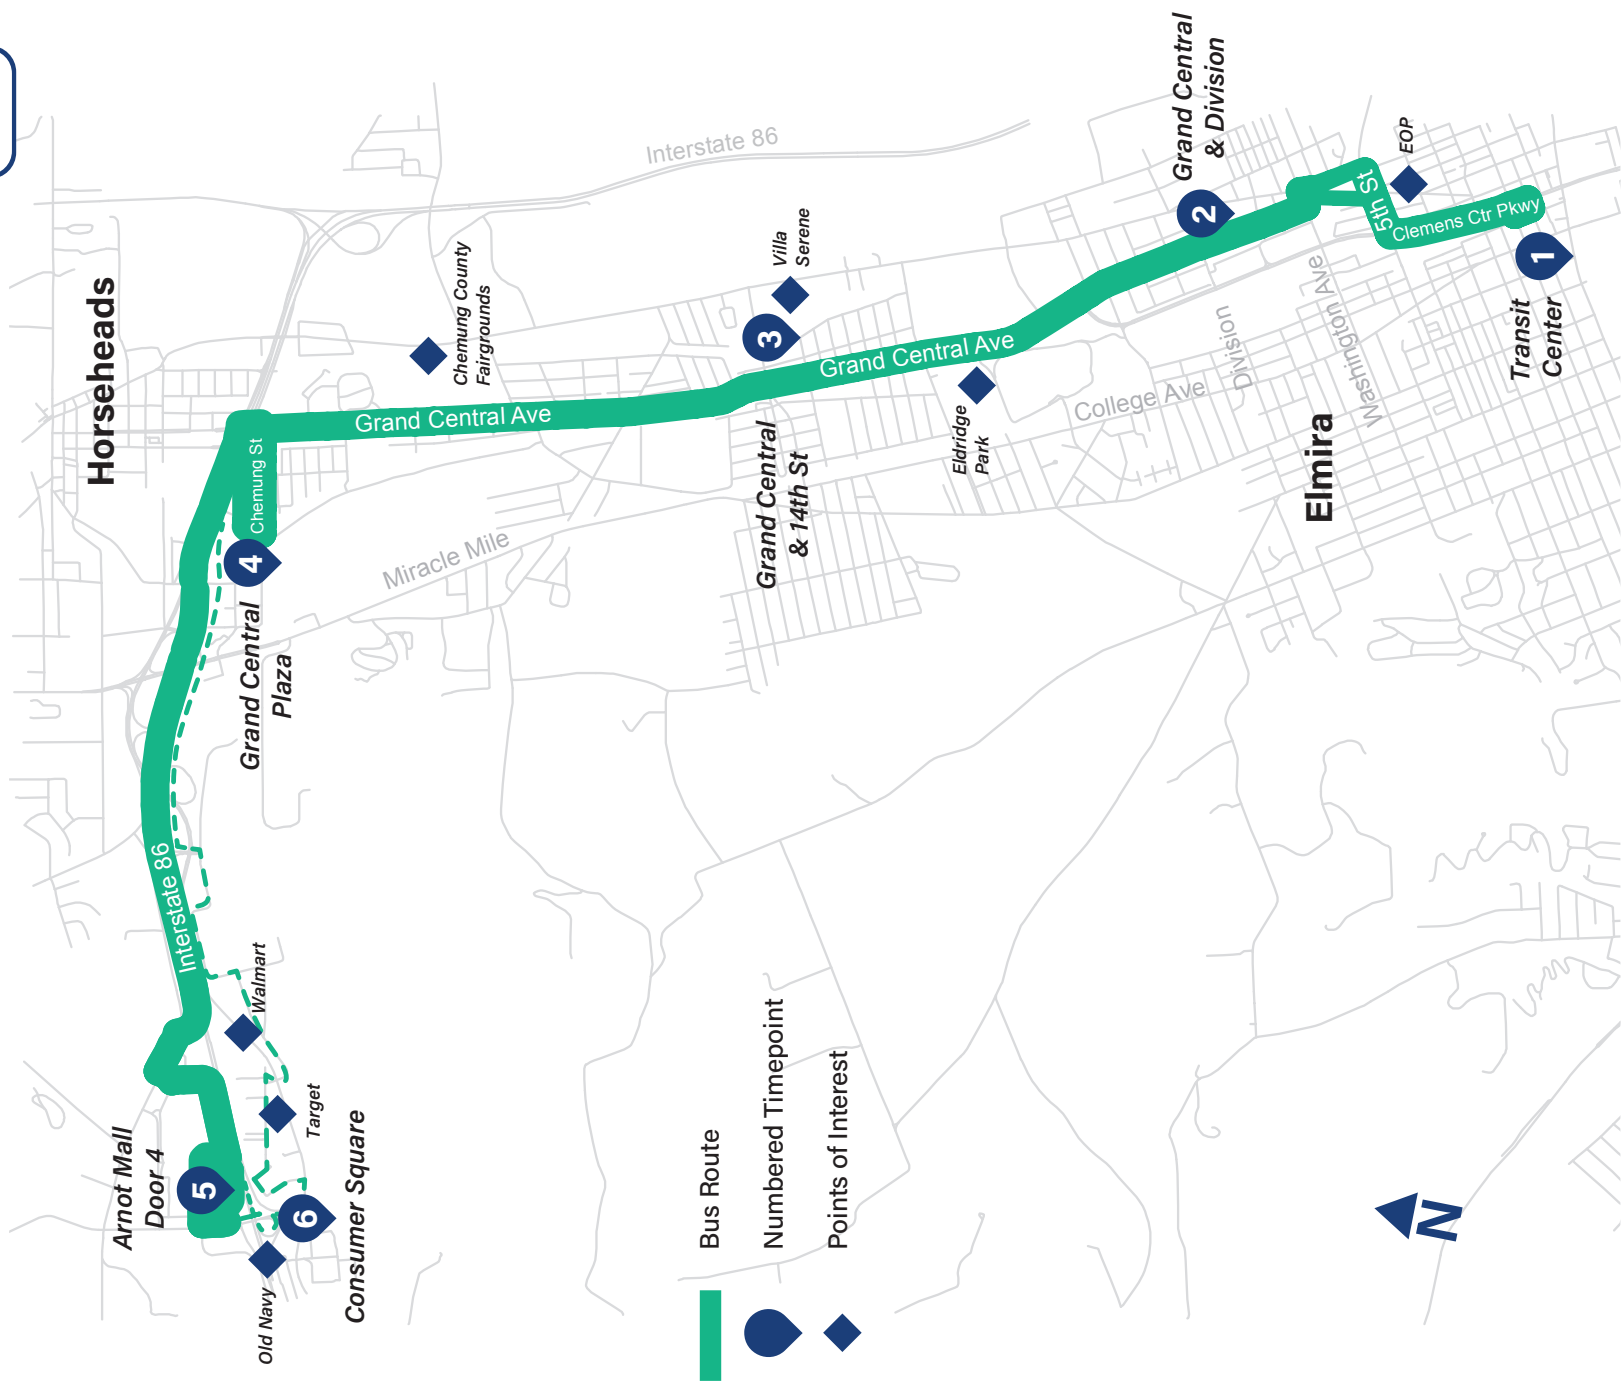 Horseheads
Interstate 86
Chemung County
Fairgrounds
Villa
Serene
Grand Central
& Division
EOP
5th St
Clemens Ctr Pkwy
1
Transit
Center
2
3
Grand Central
& 14th St
Grand Central Ave
Grand Central Ave
Eldridge
Park
College Ave
Division
Washington Ave
Elmira
Chemung St
4
Grand Central
Plaza
Miracle Mile
Interstate 86
Walmart
Target
Arnot Mall
Door 4
5
6
Consumer Square
Old Navy
Bus Route
Numbered Timepoint
Points of Interest
N